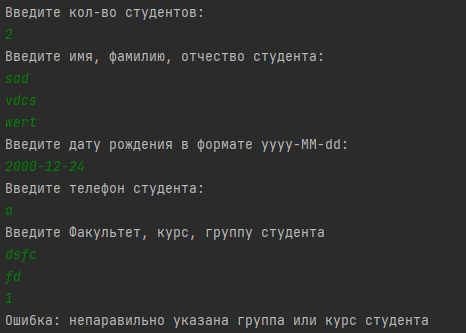 Введите кол-во студентов:
2
Введите имя, фамилию, отчество студента:
sad
vdcs
wert
Введите дату рождения в формате yyyy-MM-dd:
2000-12-24
Введите телефон студента:
a
Введите Факультет, курс, группу студента
dsfc
fd
1
Ошибка: непаравильно указана группа или курс студента